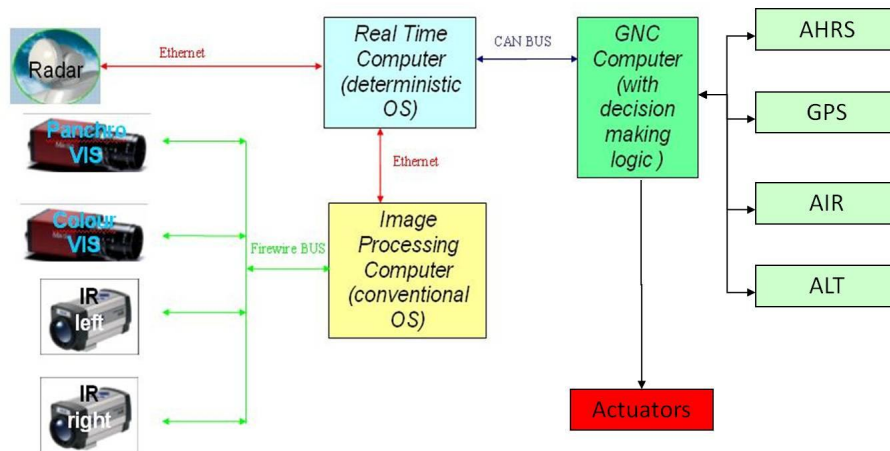 Radar
Ethernet
Real Time
Computer
(deterministic
OS)
CAN BUS
GNC
Computer
(with
decision
making
logic )
AHRS
GPS
AIR
ALT
Panchro
VIS
Colour
VIS
IR
left
IR
right
Firewire BUS
Ethernet
Image
Processing
Computer
(conventional
OS)
Actuators